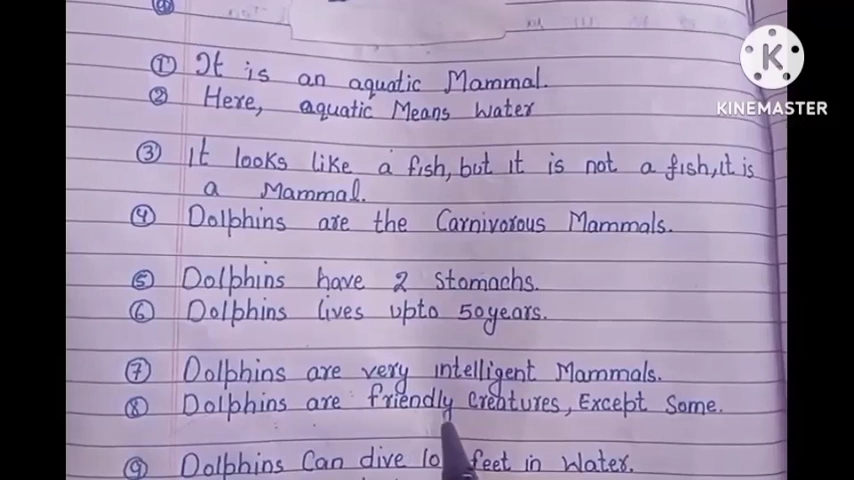 ① It is an aquatic Mammal.
② Here, aquatic Means Water
③ It looks like a fish, but it is not a fish, it is
a Mammal.
④ Dolphins are the Carnivorous Mammals.
⑤ Dolphins have 2 Stomachs.
⑥ Dolphins lives upto 50years.
⑦ Dolphins are very intelligent Mammals.
⑧ Dolphins are friendly Creatures, Except Some.
⑨ Dolphins Can dive feet in Water.
KINEMASTER